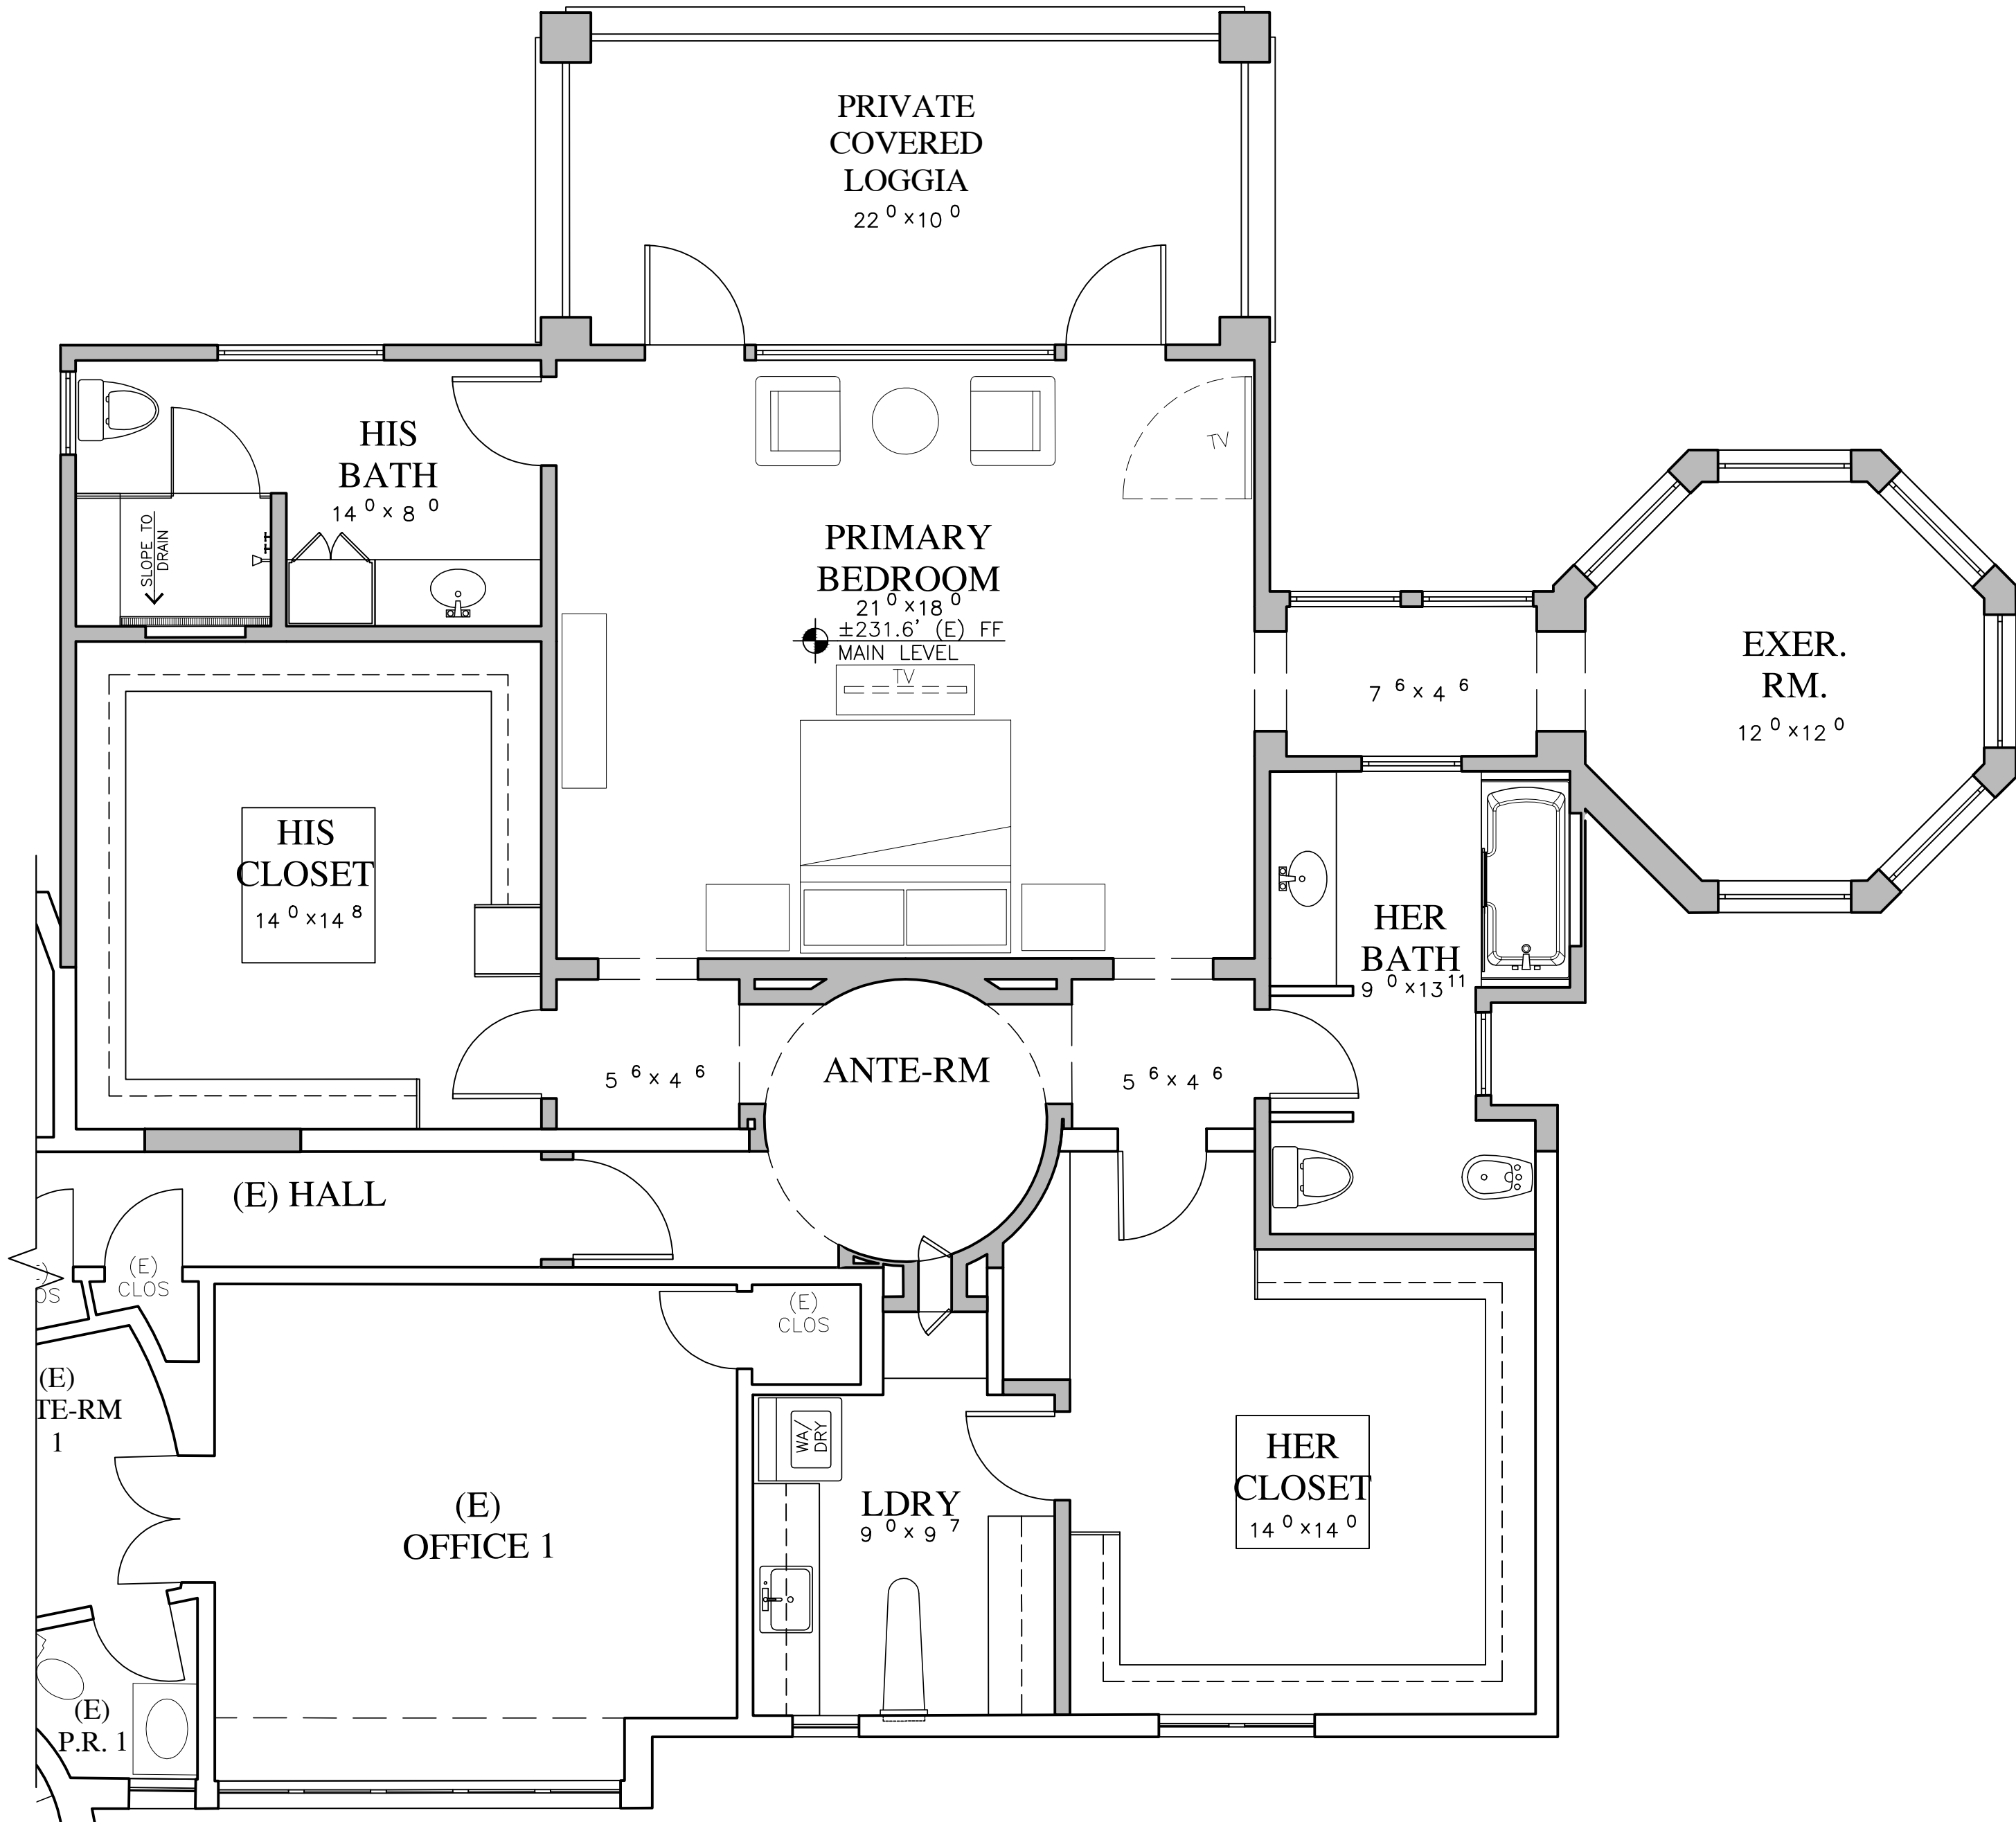 PRIVATE
COVERED
LOGGIA
22 0 x 10 0
HIS
BATH
14 0 x 8 0
SLOPE TO
DRAIN
TV
PRIMARY
BEDROOM
21 0 x 18 0
±231.6' (E) FF
MAIN LEVEL
TV
7 6 x 4 6
EXER.
RM.
12 0 x 12 0
HIS
CLOSET
14 0 x 14 8
HER
BATH
9 0 x 13 11
5 6 x 4 6
ANTE-RM
5 6 x 4 6
(E) HALL
(E)
CLOS
(E)
CLOS
(E)
TE-RM
1
WA/
DRY
LDRY
9 0 x 9 7
HER
CLOSET
14 0 x 14 0
(E)
OFFICE 1
(E)
P.R. 1